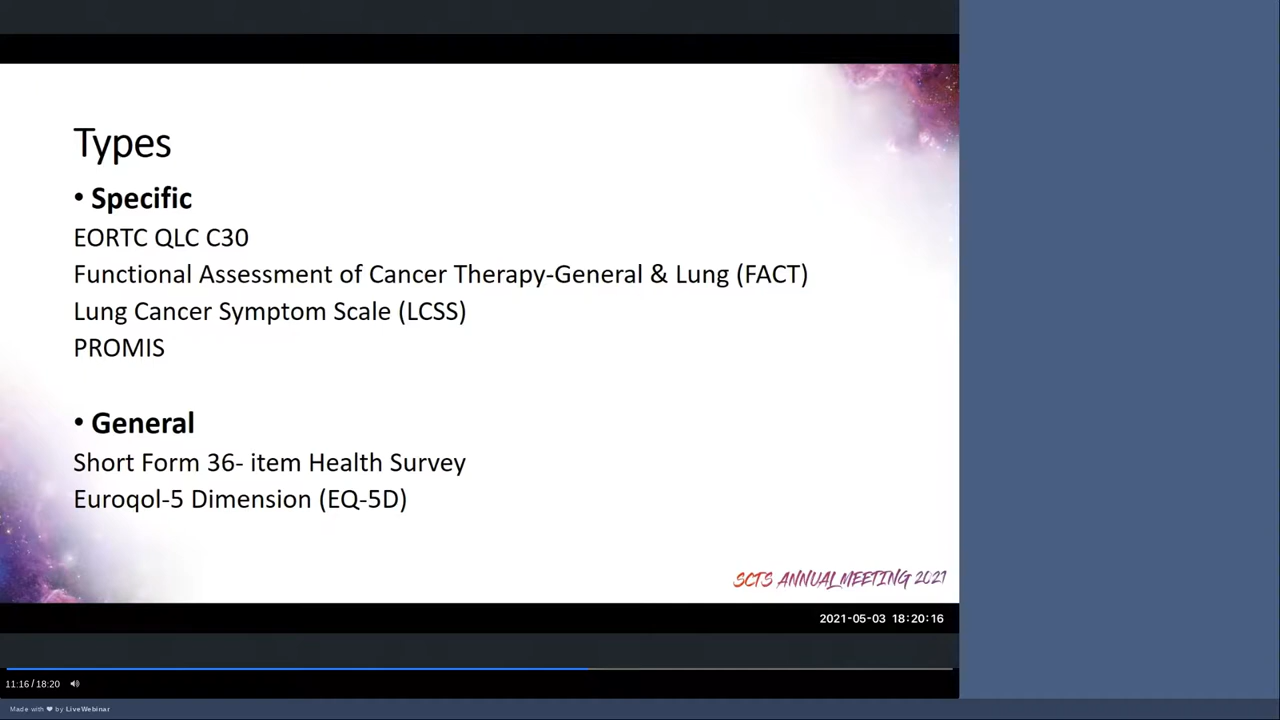 Types
• Specific
EORTC QLC C30
Functional Assessment of Cancer Therapy-General & Lung (FACT)
Lung Cancer Symptom Scale (LCSS)
PROMIS
• General
Short Form 36- item Health Survey
Euroqol-5 Dimension (EQ-5D)
SCTS ANNUAL MEETING 2021
2021-05-03 18:20:16
11:16 / 18:20
Made with ❤ by LiveWebinar